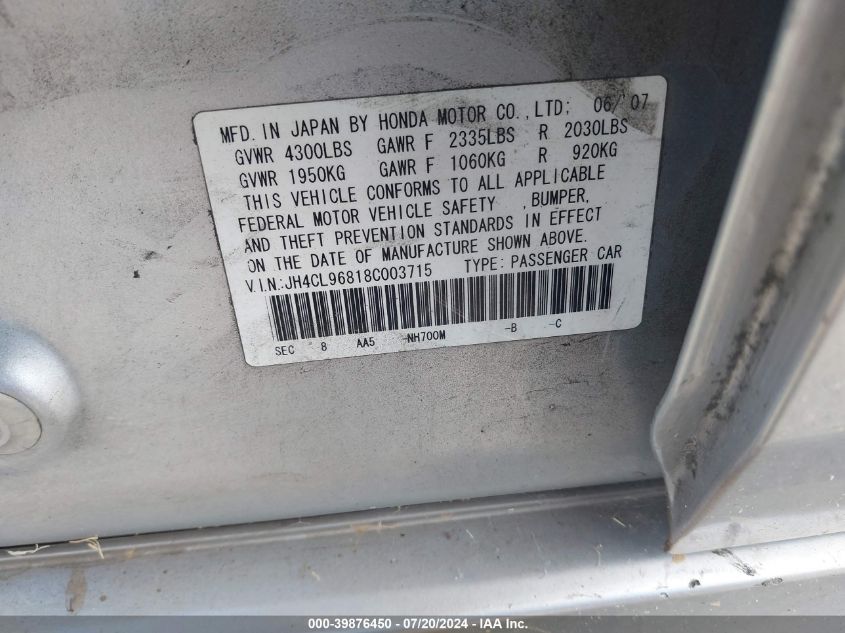 MFD. IN JAPAN BY HONDA MOTOR CO.,LTD; 06/ 07
GVWR 4300LBS GAWR F 2335LBS R 2030LBS
GVWR 1950KG GAWR F 1060KG R 920KG
THIS VEHICLE CONFORMS TO ALL APPLICABLE
FEDERAL MOTOR VEHICLE SAFETY ,BUMPER,
AND THEFT PREVENTION STANDARDS IN EFFECT
ON THE DATE OF MANUFACTURE SHOWN ABOVE.
V.I.N.:JH4CL96818C003715 TYPE: PASSENGER CAR
SEC 8 AA5 -NH700M -B -C
000-39876450 - 07/20/2024 - IAA Inc.